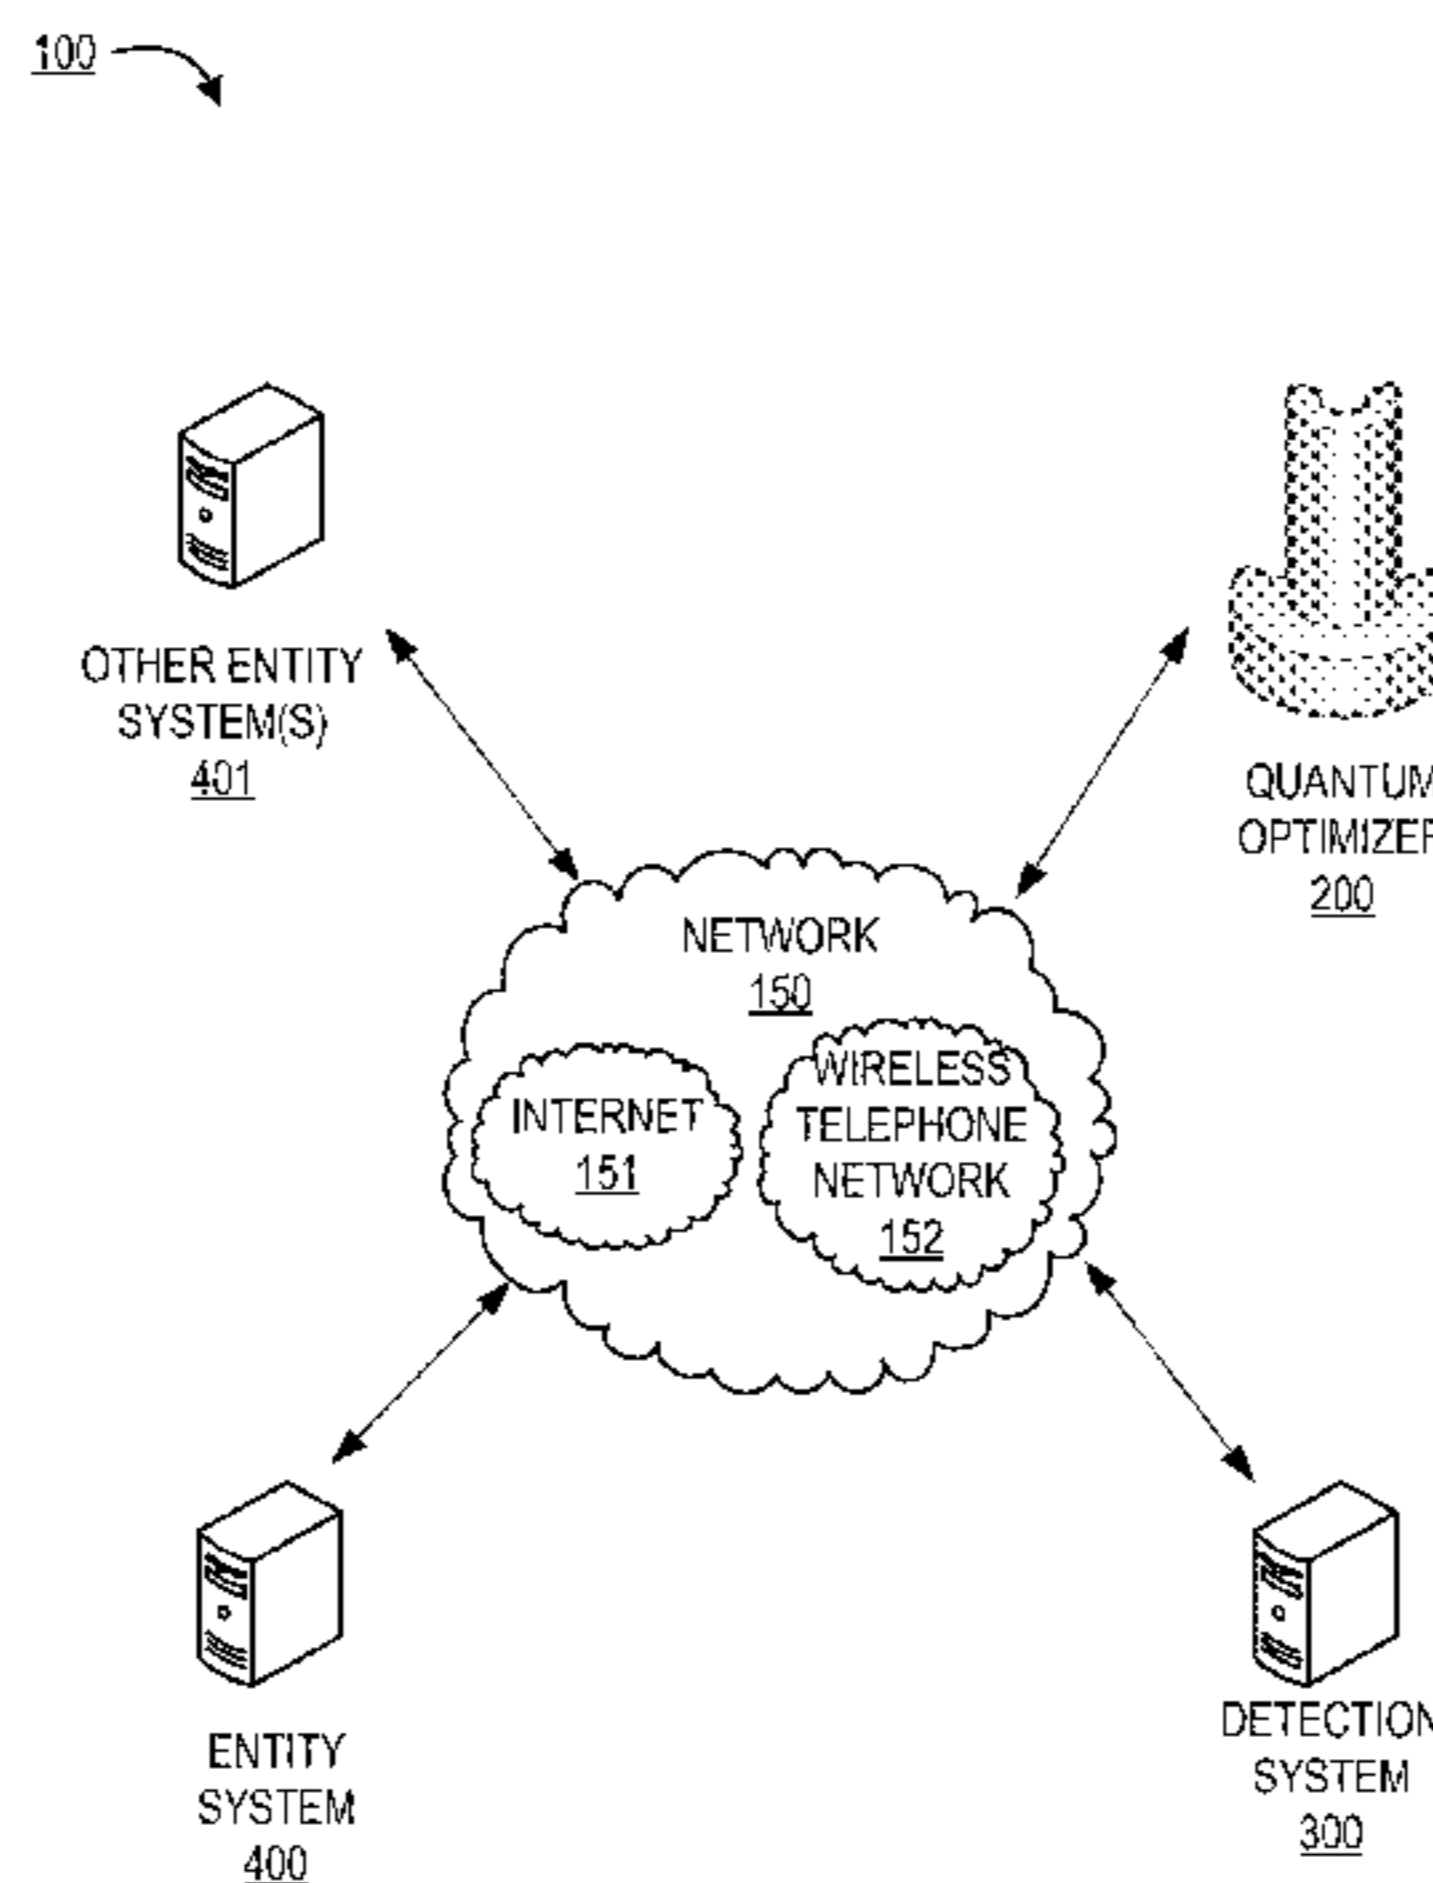 100
OTHER ENTITY
SYSTEM(S)
401
QUANTUM
OPTIMIZER
200
NETWORK
150
INTERNET
151
WIRELESS
TELEPHONE
NETWORK
152
ENTITY
SYSTEM
400
DETECTION
SYSTEM
300